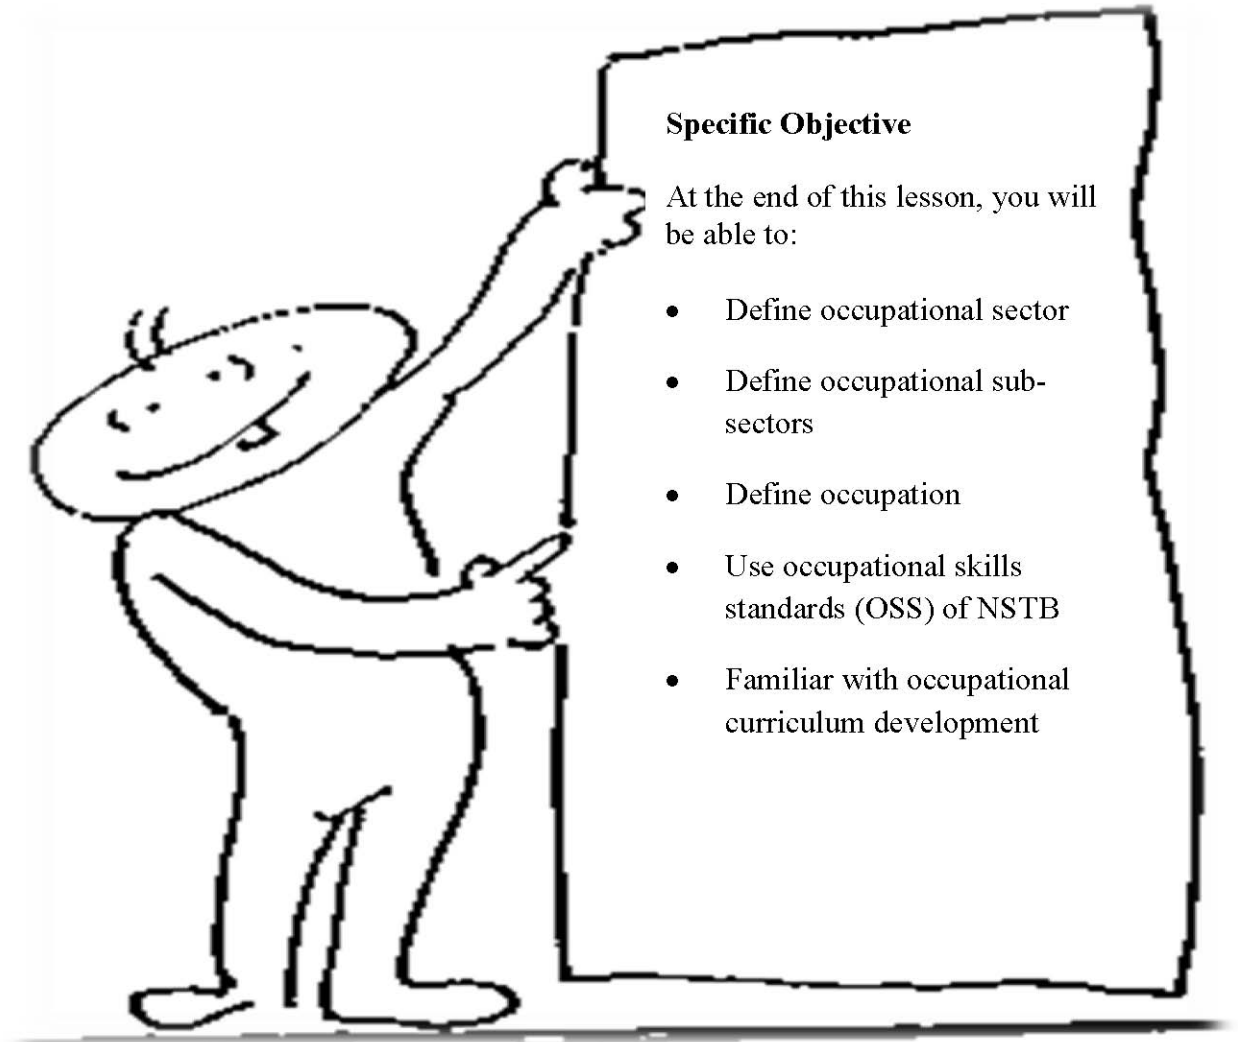 Specific Objective
At the end of this lesson, you will
be able to:
• Define occupational sector
• Define occupational sub-
sectors
• Define occupation
• Use occupational skills
standards (OSS) of NSTB
• Familiar with occupational
curriculum development